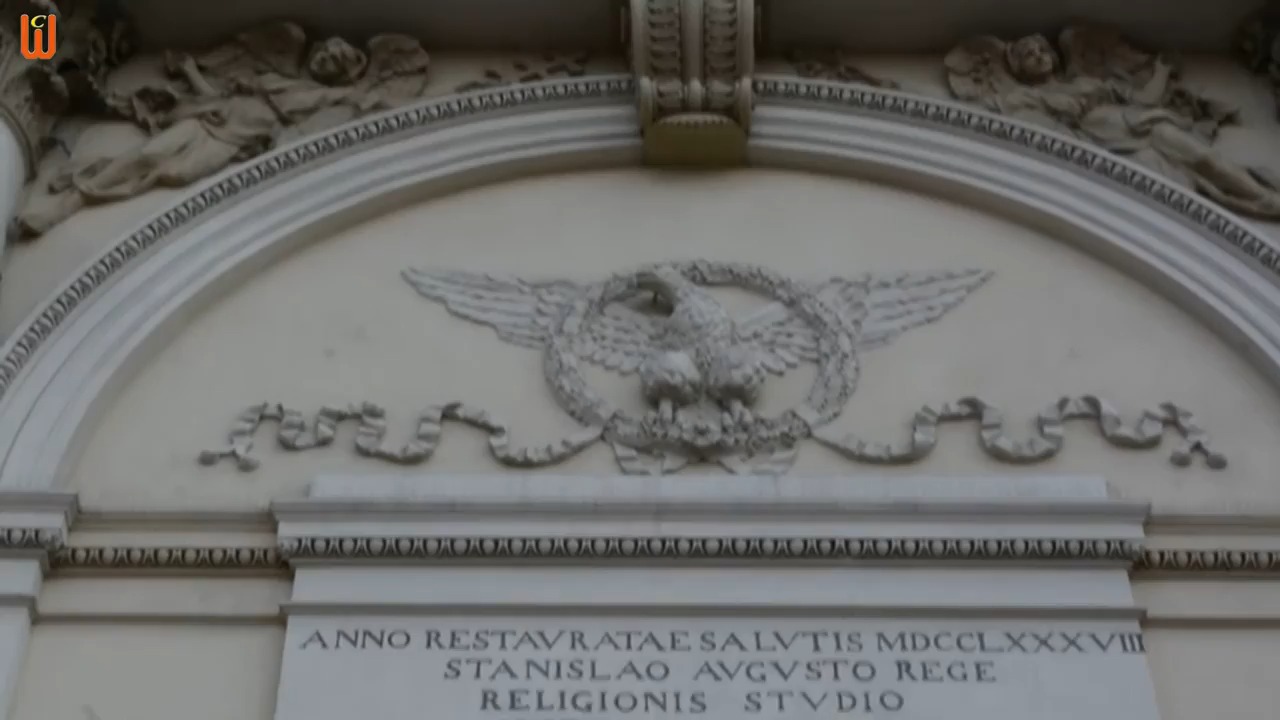 ANNO RESTAVRATAE SALVTIS MDCCLXXXVIII
STANISLAO AVGVSTO REGE
RELIGIONIS STVDIO